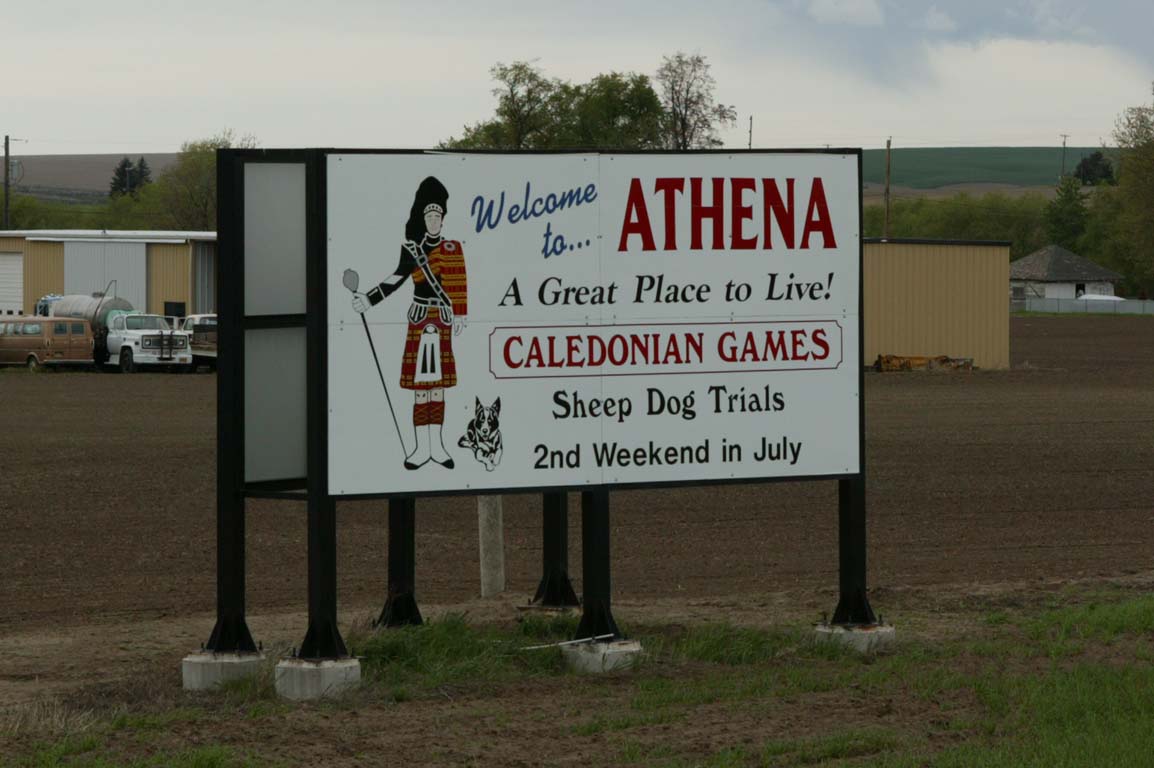 Welcome
to...
ATHENA
A Great Place to Live!
CALEDONIAN GAMES
Sheep Dog Trials
2nd Weekend in July